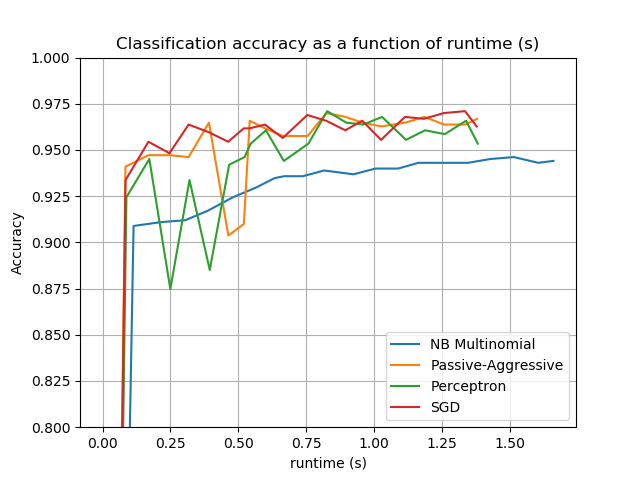 Classification accuracy as a function of runtime (s)
1.000
0.975
0.950
0.925
0.900
0.875
0.850
0.825
0.800
Accuracy
0.00 0.25 0.50 0.75 1.00 1.25 1.50
runtime (s)
NB Multinomial
Passive-Aggressive
Perceptron
SGD